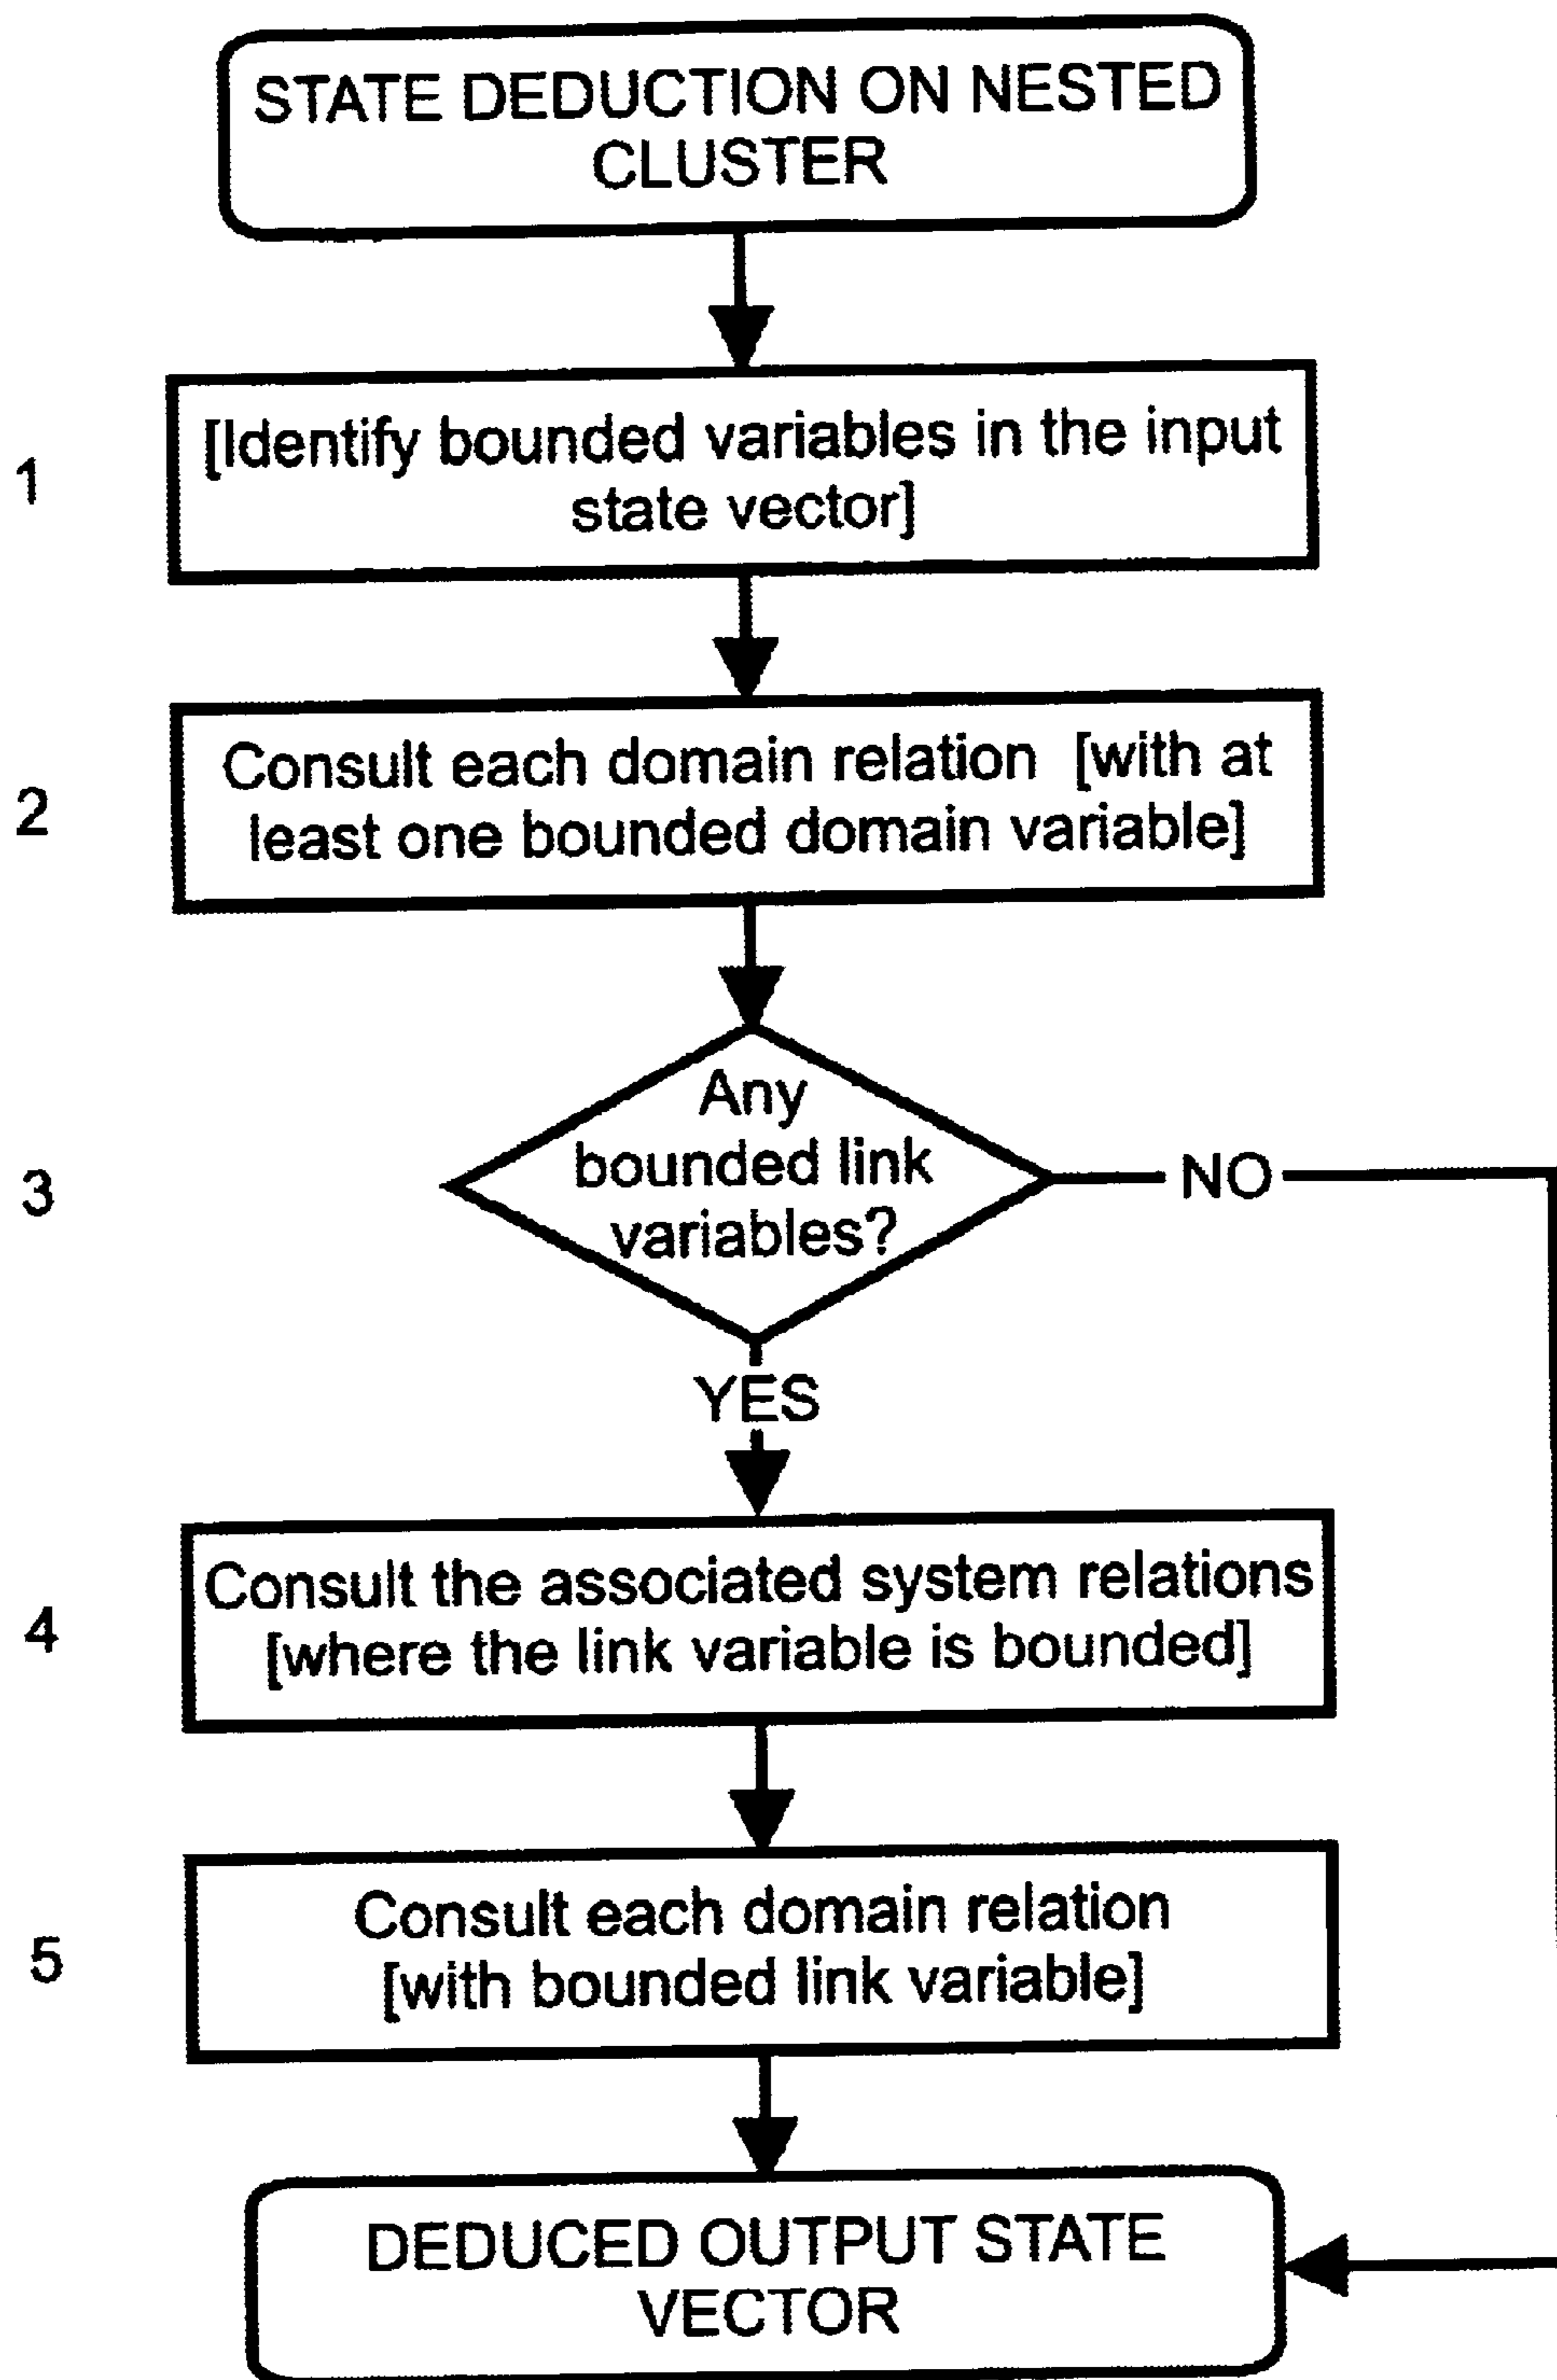 STATE DEDUCTION ON NESTED
CLUSTER
1
[Identify bounded variables in the input
state vector]
2
Consult each domain relation [with at
least one bounded domain variable]
3
Any
bounded link
variables?
NO
YES
4
Consult the associated system relations
[where the link variable is bounded]
5
Consult each domain relation
[with bounded link variable]
DEDUCED OUTPUT STATE
VECTOR